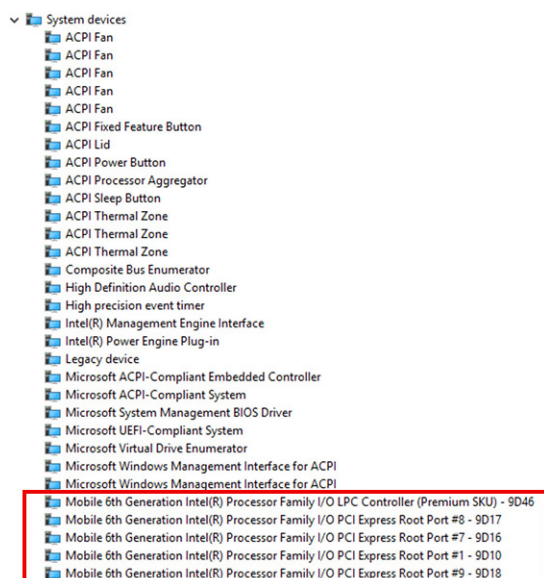 System devices
ACPI Fan
ACPI Fan
ACPI Fan
ACPI Fan
ACPI Fan
ACPI Fixed Feature Button
ACPI Lid
ACPI Power Button
ACPI Processor Aggregator
ACPI Sleep Button
ACPI Thermal Zone
ACPI Thermal Zone
ACPI Thermal Zone
Composite Bus Enumerator
High Definition Audio Controller
High precision event timer
Intel(R) Management Engine Interface
Intel(R) Power Engine Plug-in
Legacy device
Microsoft ACPI-Compliant Embedded Controller
Microsoft ACPI-Compliant System
Microsoft System Management BIOS Driver
Microsoft UEFI-Compliant System
Microsoft Virtual Drive Enumerator
Microsoft Windows Management Interface for ACPI
Microsoft Windows Management Interface for ACPI
Mobile 6th Generation Intel(R) Processor Family I/O LPC Controller (Premium SKU) - 9D46
Mobile 6th Generation Intel(R) Processor Family I/O PCI Express Root Port #8 - 9D17
Mobile 6th Generation Intel(R) Processor Family I/O PCI Express Root Port #7 - 9D16
Mobile 6th Generation Intel(R) Processor Family I/O PCI Express Root Port #1 - 9D10
Mobile 6th Generation Intel(R) Processor Family I/O PCI Express Root Port #9 - 9D18